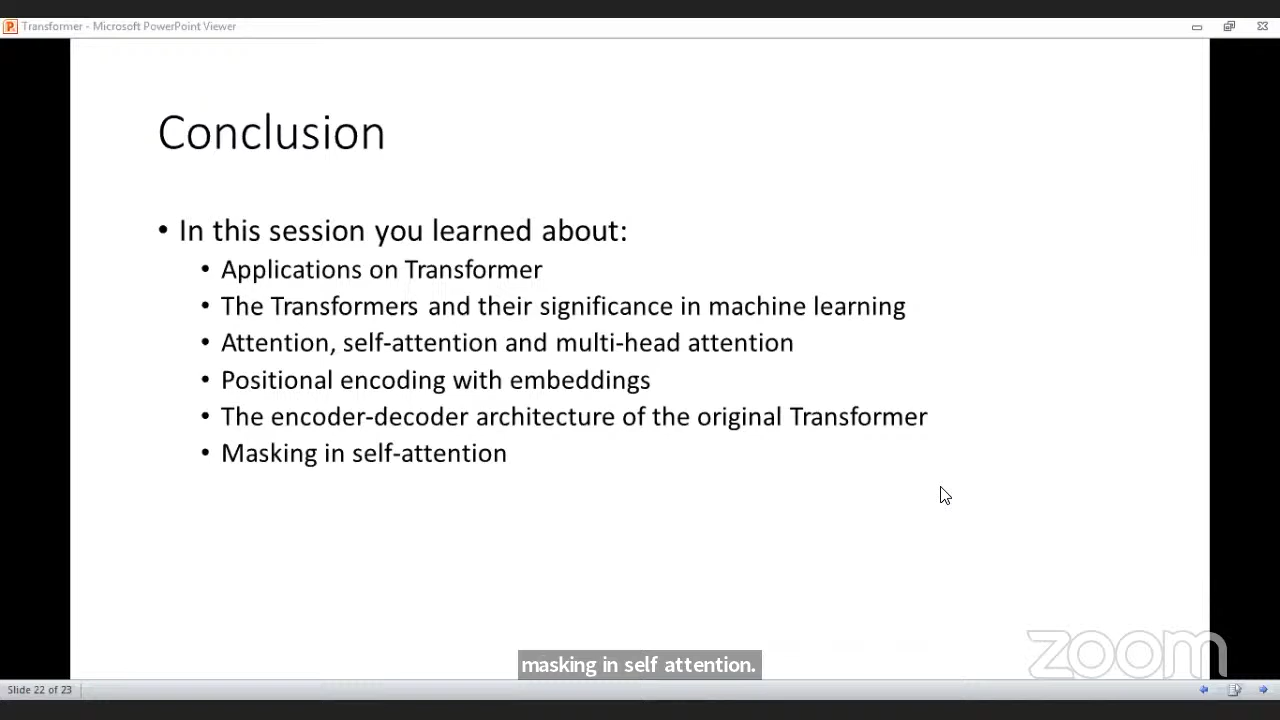 Transformer - Microsoft PowerPoint Viewer
Conclusion
• In this session you learned about:
• Applications on Transformer
• The Transformers and their significance in machine learning
• Attention, self-attention and multi-head attention
• Positional encoding with embeddings
• The encoder-decoder architecture of the original Transformer
• Masking in self-attention
zoom
masking in self attention.
Slide 22 of 23